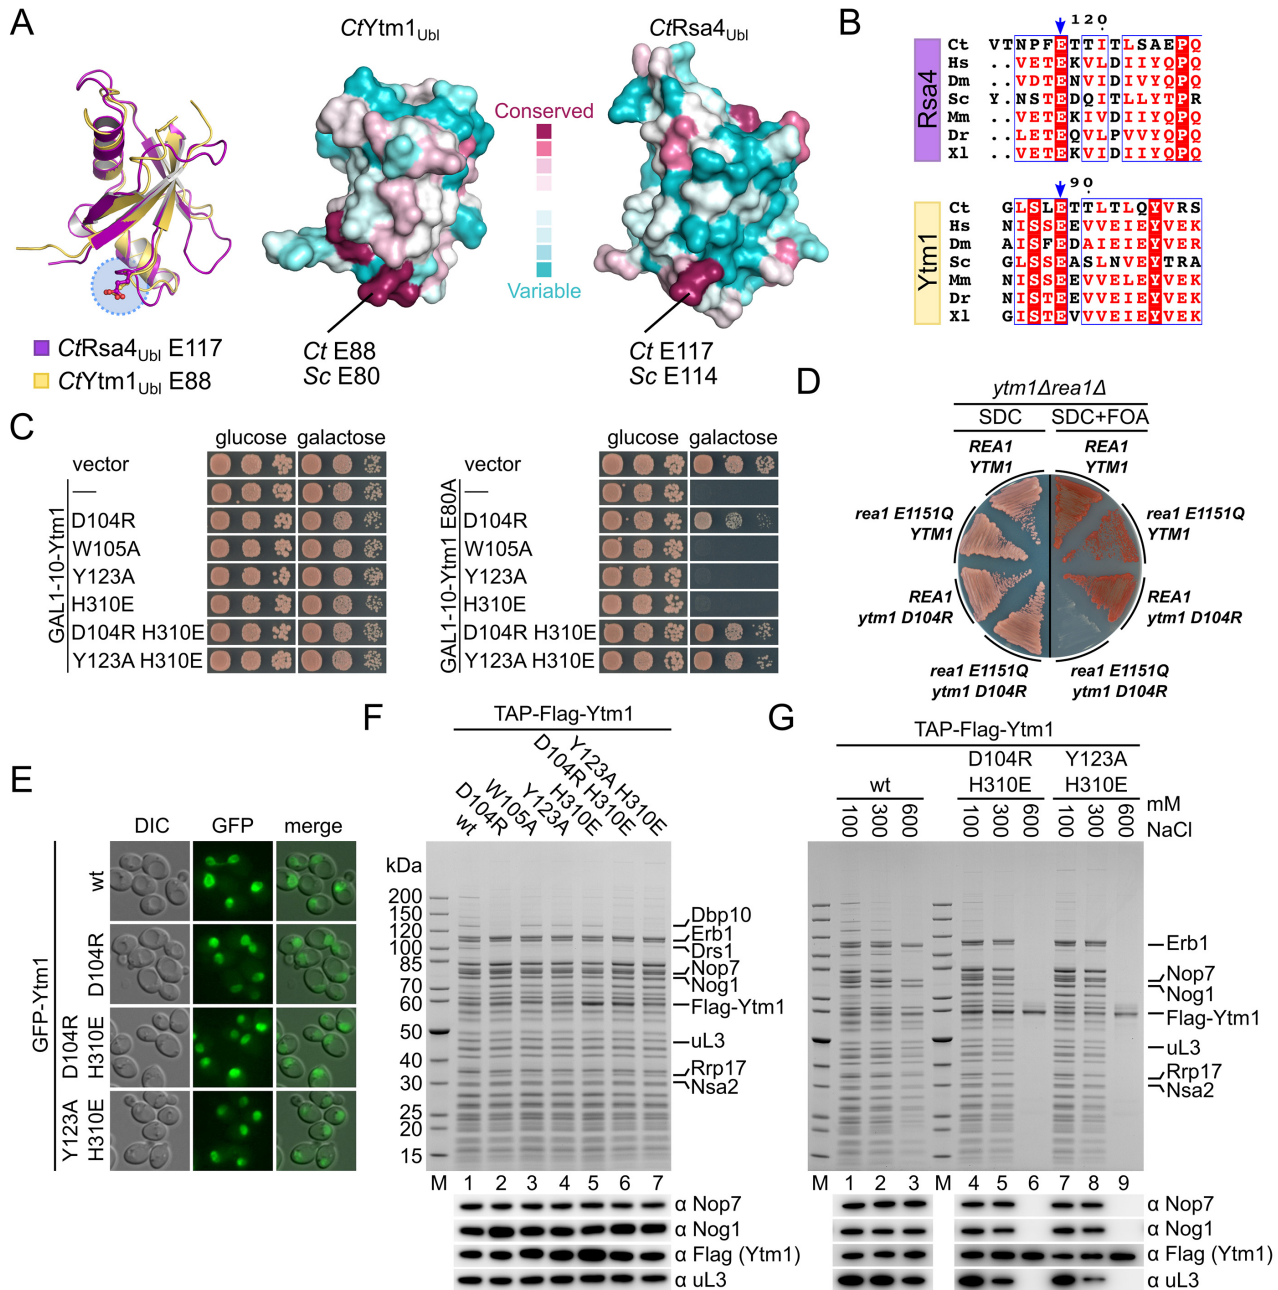 A
CtYtm1Ubl
CtRsa4Ubl
Conserved
Variable
Ct E88
Sc E80
Ct E117
Sc E114
CtRsa4Ubl E117
CtYtm1Ubl E88
B
Rsa4
120
Ct VTNPFETTITLSAEPQ
Hs ..VETEKVLDIIYQPQ
Dm ..VDTENVIDIIYQPQ
Sc Y.NSTEDQITLLYTPR
Mm ..VETEKVIDIIYQPQ
Dr ..LETEQVLPVVYQPQ
Xl ..VETEKVIDIIYQPQ
Ytm1
90
Ct GLSLETTLTLQYVRS
Hs NISSEEVVEIEYVEK
Dm AISFEDAIEIEYVER
Sc GLSSEASLNVEYTRA
Mm NISSEEVVEIEYVEK
Dr NISTEEVVEIEYVEK
Xl GISTEVVVEIEYVEK
C
glucose galactose
GAL1-10-Ytm1
vector
—
D104R
W105A
Y123A
H310E
D104R H310E
Y123A H310E
glucose galactose
GAL1-10-Ytm1 E80A
vector
—
D104R
W105A
Y123A
H310E
D104R H310E
Y123A H310E
D
ytm1Δrea1Δ
SDC SDC+FOA
REA1
YTM1
REA1
YTM1
rea1 E1151Q
YTM1
rea1 E1151Q
YTM1
REA1
ytm1 D104R
REA1
ytm1 D104R
rea1 E1151Q
ytm1 D104R
rea1 E1151Q
ytm1 D104R
E
DIC GFP merge
GFP-Ytm1
wt
D104R
D104R
H310E
Y123A
H310E
F
TAP-Flag-Ytm1
wt
D104R
W105A
Y123A
H310E
D104R H310E
Y123A H310E
kDa
200
150
120
100
85
70
60
50
40
30
25
20
15
Dbp10
Erb1
Drs1
Nop7
Nog1
Flag-Ytm1
uL3
Rrp17
Nsa2
M 1 2 3 4 5 6 7
α Nop7
α Nog1
α Flag (Ytm1)
α uL3
G
TAP-Flag-Ytm1
wt
D104R
H310E
Y123A
H310E
100 300 600 100 300 600 100 300 600
mM
NaCl
Erb1
Nop7
Nog1
Flag-Ytm1
uL3
Rrp17
Nsa2
M 1 2 3 M 4 5 6 7 8 9
α Nop7
α Nog1
α Flag (Ytm1)
α uL3